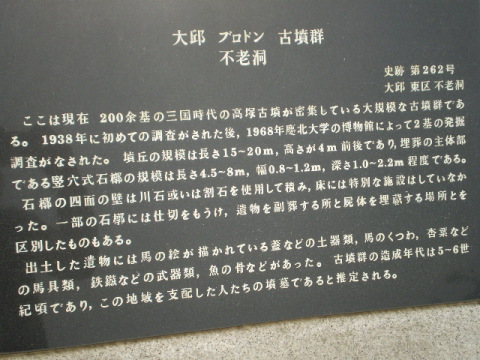 大邱 プロドン 古墳群
不老洞
史跡 第262号
大邱 東区 不老洞
ここは現在 200余基の三国時代の高塚古墳が密集している大規模な古墳群であ
る。 1938年に初めての調査がされた後, 1968年慶北大学の博物館によって2基の発掘
調査がなされた。 墳丘の規模は長さ15~20m, 高さが4m前後であり, 埋葬の主体部
である竪穴式石槨の規模は長さ4.5~8m, 幅0.8~1.2m, 深さ1.0~2.2m 程度である。
石槨の四面の壁は川石或いは割石を使用して積み, 床には特別な施設はしていなか
った。 一部の石槨には仕切をもうけ, 遺物を副葬する所と屍体を埋葬する場所とを
区別したものもある。
出土した遺物には馬の絵が描かれている蓋などの土器類, 馬のくつわ, 杏葉など
の馬具類, 鉄鏃などの武器類, 魚の骨などがあった。 古墳群の造成年代は5~6世
紀頃であり, この地域を支配した人たちの墳墓であると推定される。